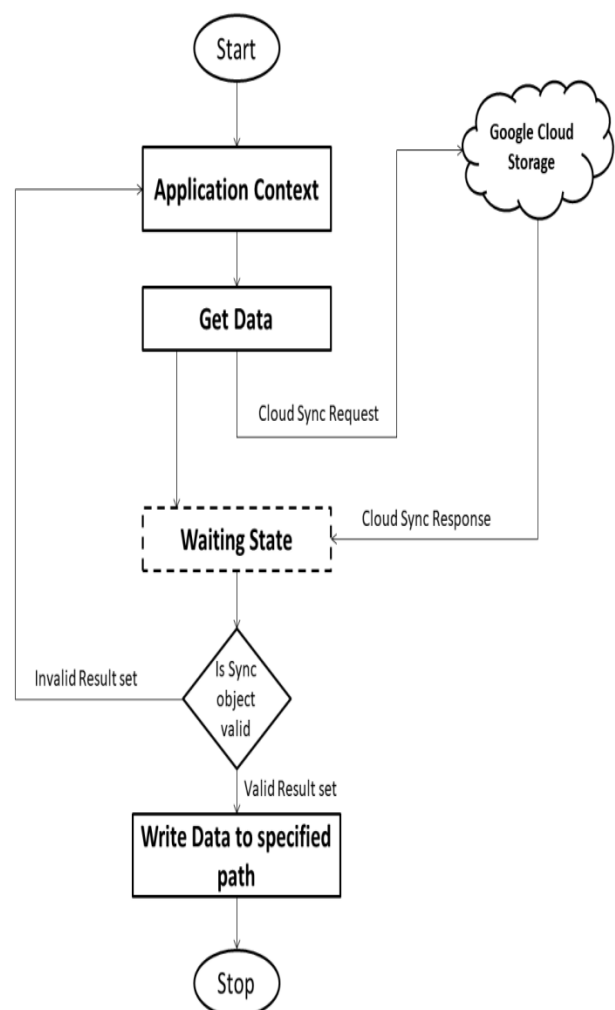 Start
Google Cloud
Storage
Application Context
Get Data
Cloud Sync Request
Cloud Sync Response
Waiting State
Is Sync
object
valid
Invalid Result set
Valid Result set
Write Data to specified
path
Stop